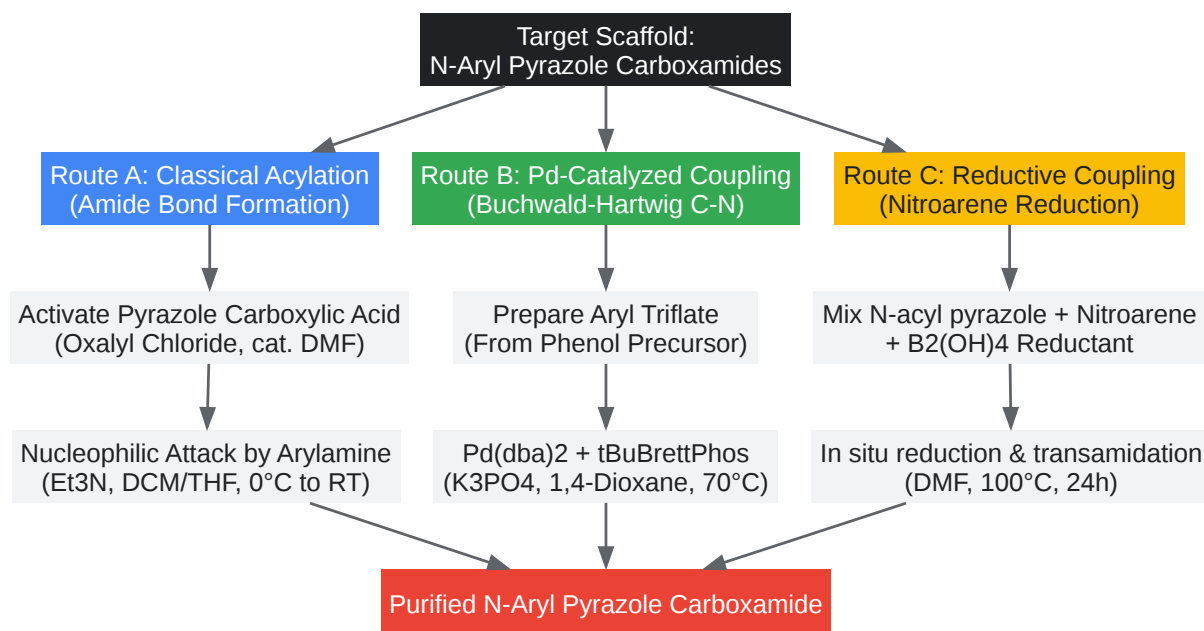 Target Scaffold:
N-Aryl Pyrazole Carboxamides
Route A: Classical Acylation
(Amide Bond Formation)
Route B: Pd-Catalyzed Coupling
(Buchwald-Hartwig C-N)
Route C: Reductive Coupling
(Nitroarene Reduction)
Activate Pyrazole Carboxylic Acid
(Oxalyl Chloride, cat. DMF)
Prepare Aryl Triflate
(From Phenol Precursor)
Mix N-acyl pyrazole + Nitroarene
+ B2(OH)4 Reductant
Nucleophilic Attack by Arylamine
(Et3N, DCM/THF, 0°C to RT)
Pd(dba)2 + tBuBrettPhos
(K3PO4, 1,4-Dioxane, 70°C)
In situ reduction & transamidation
(DMF, 100°C, 24h)
Purified N-Aryl Pyrazole Carboxamide